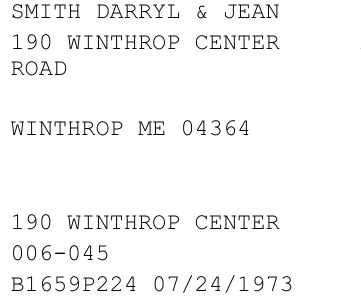 SMITH DARRYL & JEAN
190 WINTHROP CENTER
ROAD
WINTHROP ME 04364
190 WINTHROP CENTER
006-045
B1659P224 07/24/1973